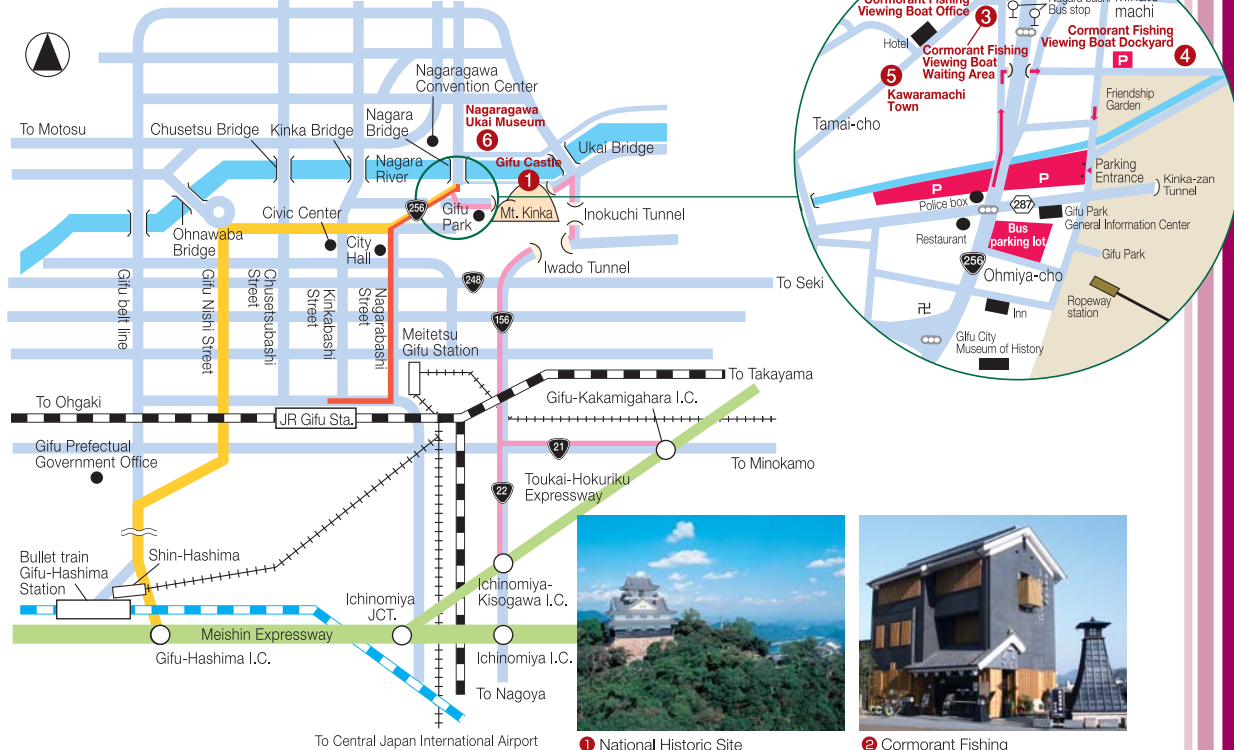 Cormorant Fishing
Viewing Boat Office
3
Nagara bashi
Bus stop
machi
Hotel
Cormorant Fishing
Viewing Boat
Waiting Area
Cormorant Fishing
Viewing Boat Dockyard
P
4
5
Kawaramachi
Town
Friendship
Garden
Tamai-cho
Parking
Entrance
P
P
Kinka-zan
Tunnel
Police box
287
Gifu Park
General Information Center
Restaurant
Bus
parking lot
256
Ohmiya-cho
Gifu Park
Ropeway
station
卍
Inn
GIfu City
Museum of History
Nagaragawa
Convention Center
Nagaragawa
Ukai Museum
6
Nagara
Bridge
To Motosu
Chusetsu Bridge
Kinka Bridge
Ukai Bridge
Nagara
River
Gifu Castle
1
256
Gifu
Park
Mt. Kinka
Inokuchi Tunnel
Civic Center
Ohnawaba
Bridge
City
Hall
Iwado Tunnel
248
To Seki
Gifu belt line
Gifu Nishi Street
Chusetsubashi
Street
Kinkabashi
Street
Nagarabashi
Street
156
Meitetsu
Gifu Station
To Takayama
To Ohgaki
Gifu-Kakamigahara I.C.
JR Gifu Sta.
Gifu Prefectual
Government Office
21
To Minokamo
Toukai-Hokuriku
Expressway
22
Bullet train
Gifu-Hashima
Station
Shin-Hashima
Ichinomiya-
Kisogawa I.C.
Ichinomiya
JCT.
Meishin Expressway
Gifu-Hashima I.C.
Ichinomiya I.C.
To Nagoya
To Central Japan International Airport
1 National Historic Site
2 Cormorant Fishing